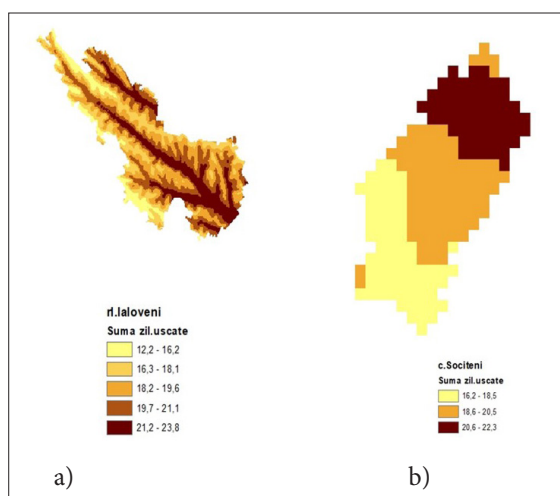 rl.Ialoveni
Suma zil.uscate
12,2 - 16,2
16,3 - 18,1
18,2 - 19,6
19,7 - 21,1
21,2 - 23,8
a)
c.Sociteni
Suma zil.uscate
16,2 - 18,5
18,6 - 20,5
20,6 - 22,3
b)